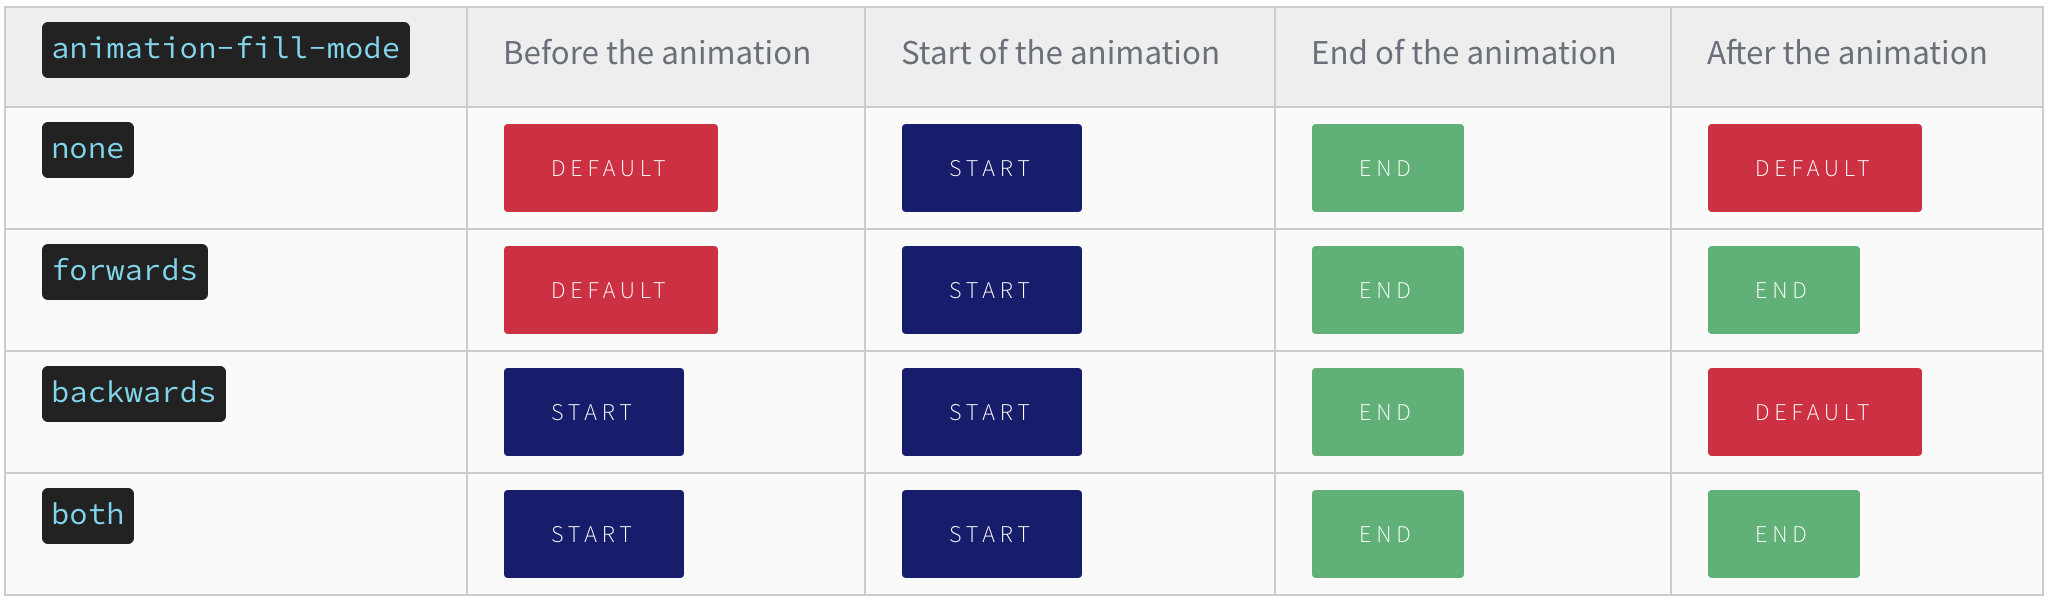 animation-fill-mode Before the animation Start of the animation End of the animation After the animation
none DEFAULT START END DEFAULT
forwards DEFAULT START END END
backwards START START END DEFAULT
both START START END END